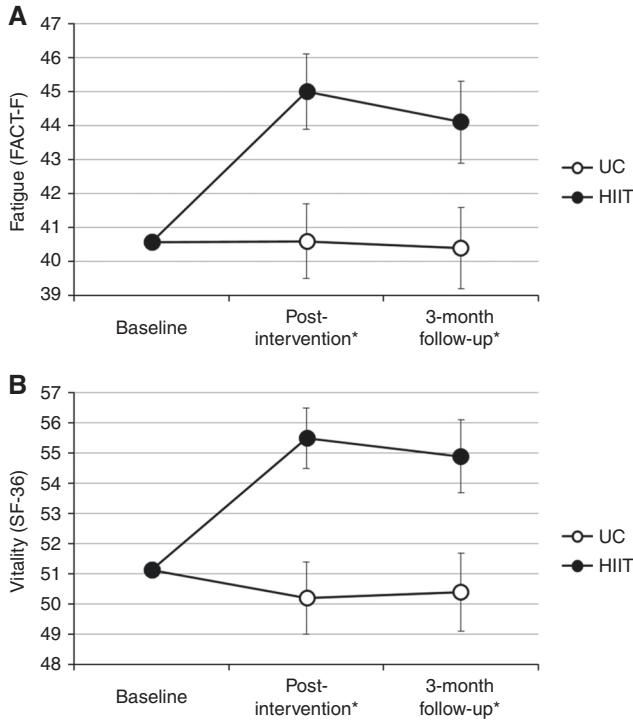 A
47
46
45
44
43
42
41
40
39
Fatigue (FACT-F)
Baseline
Post-
intervention*
3-month
follow-up*
UC
HIIT
B
57
56
55
54
53
52
51
50
49
48
Vitality (SF-36)
Baseline
Post-
intervention*
3-month
follow-up*
UC
HIIT